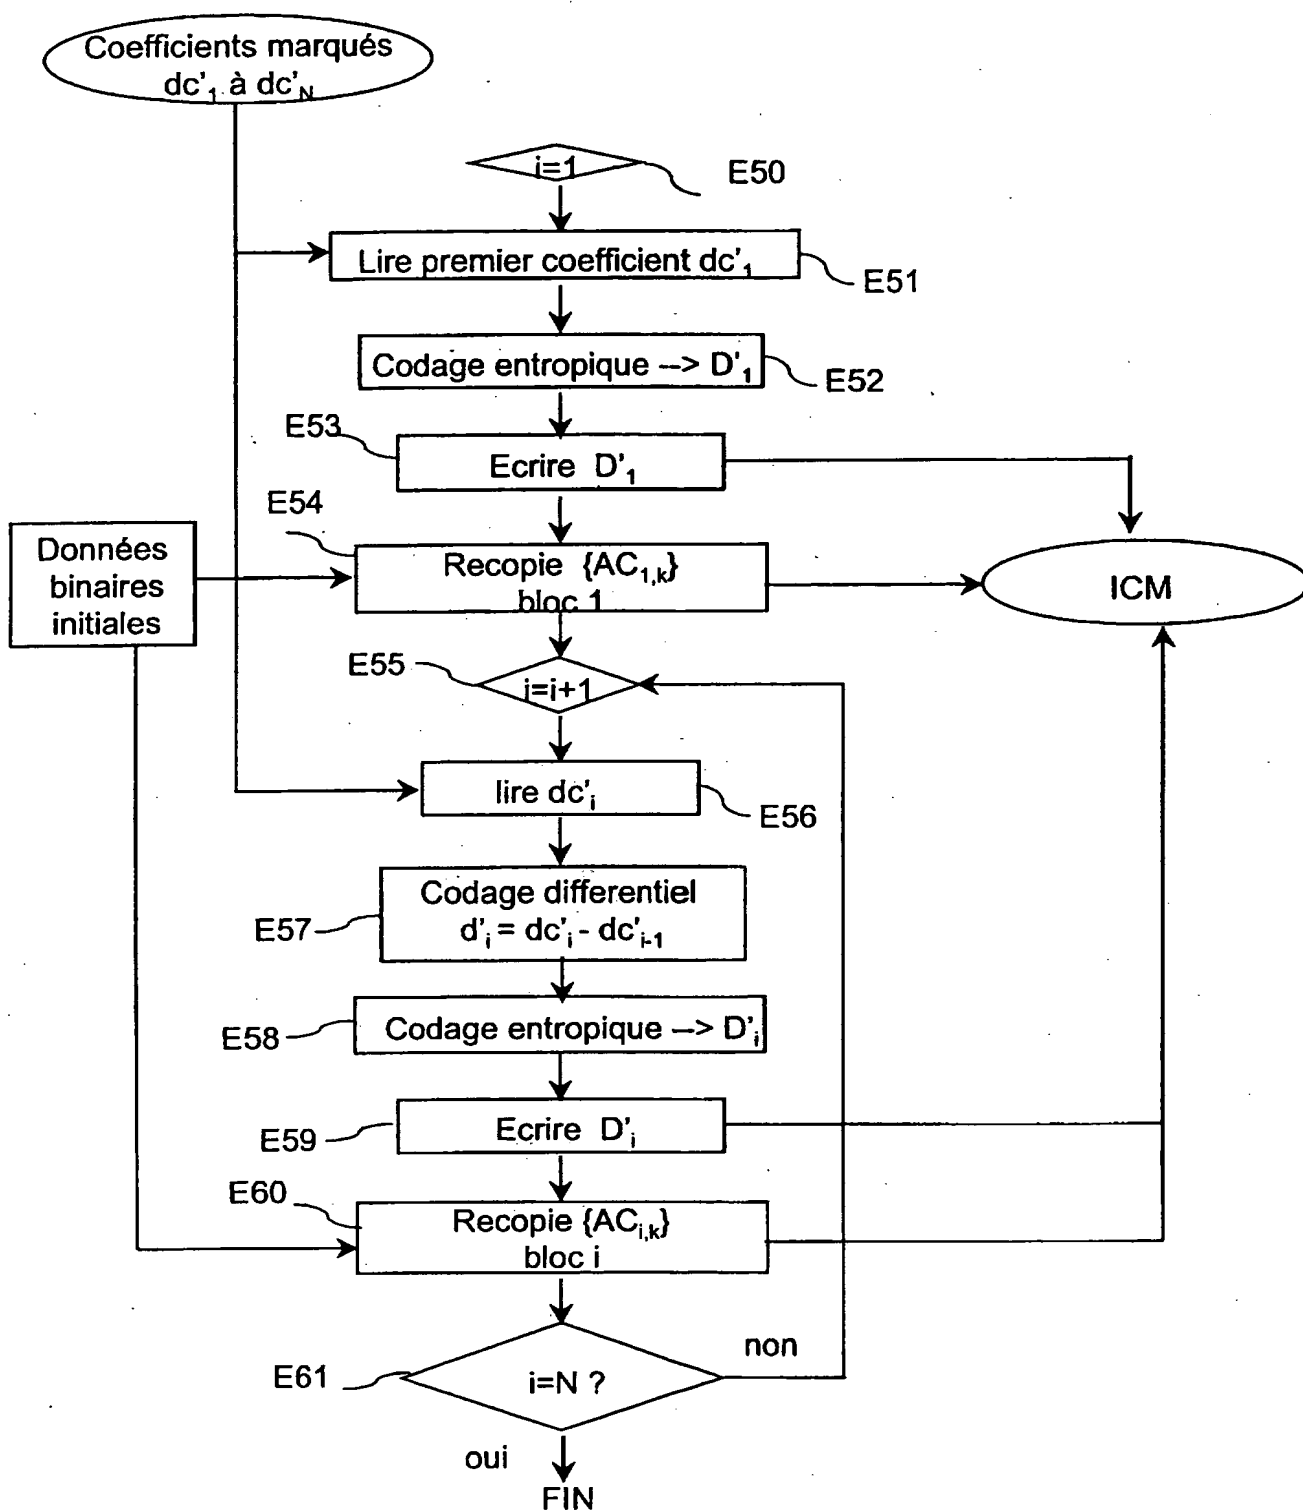 Coefficients marqués
dc'1 à dc'N
i=1
E50
Lire premier coefficient dc'1
E51
Codage entropique --> D'1
E52
E53
Ecrire D'1
E54
Données
binaires
initiales
Recopie {AC1,k}
bloc 1
ICM
E55
i=i+1
lire dc'i
E56
Codage differentiel
d'i = dc'i - dc'i-1
E57
Codage entropique --> D'i
E58
Ecrire D'i
E59
E60
Recopie {ACi,k}
bloc i
non
E61
i=N ?
oui
FIN